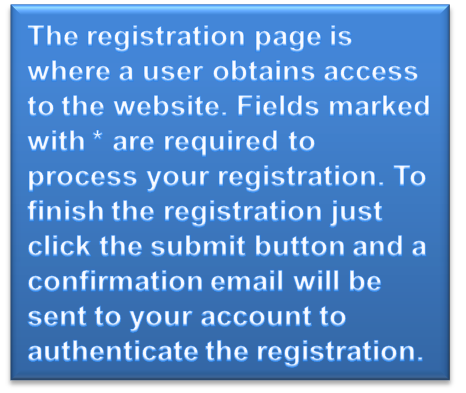 The registration page is
where a user obtains access
to the website. Fields marked
with * are required to
process your registration. To
finish the registration just
click the submit button and a
confirmation email will be
sent to your account to
authenticate the registration.